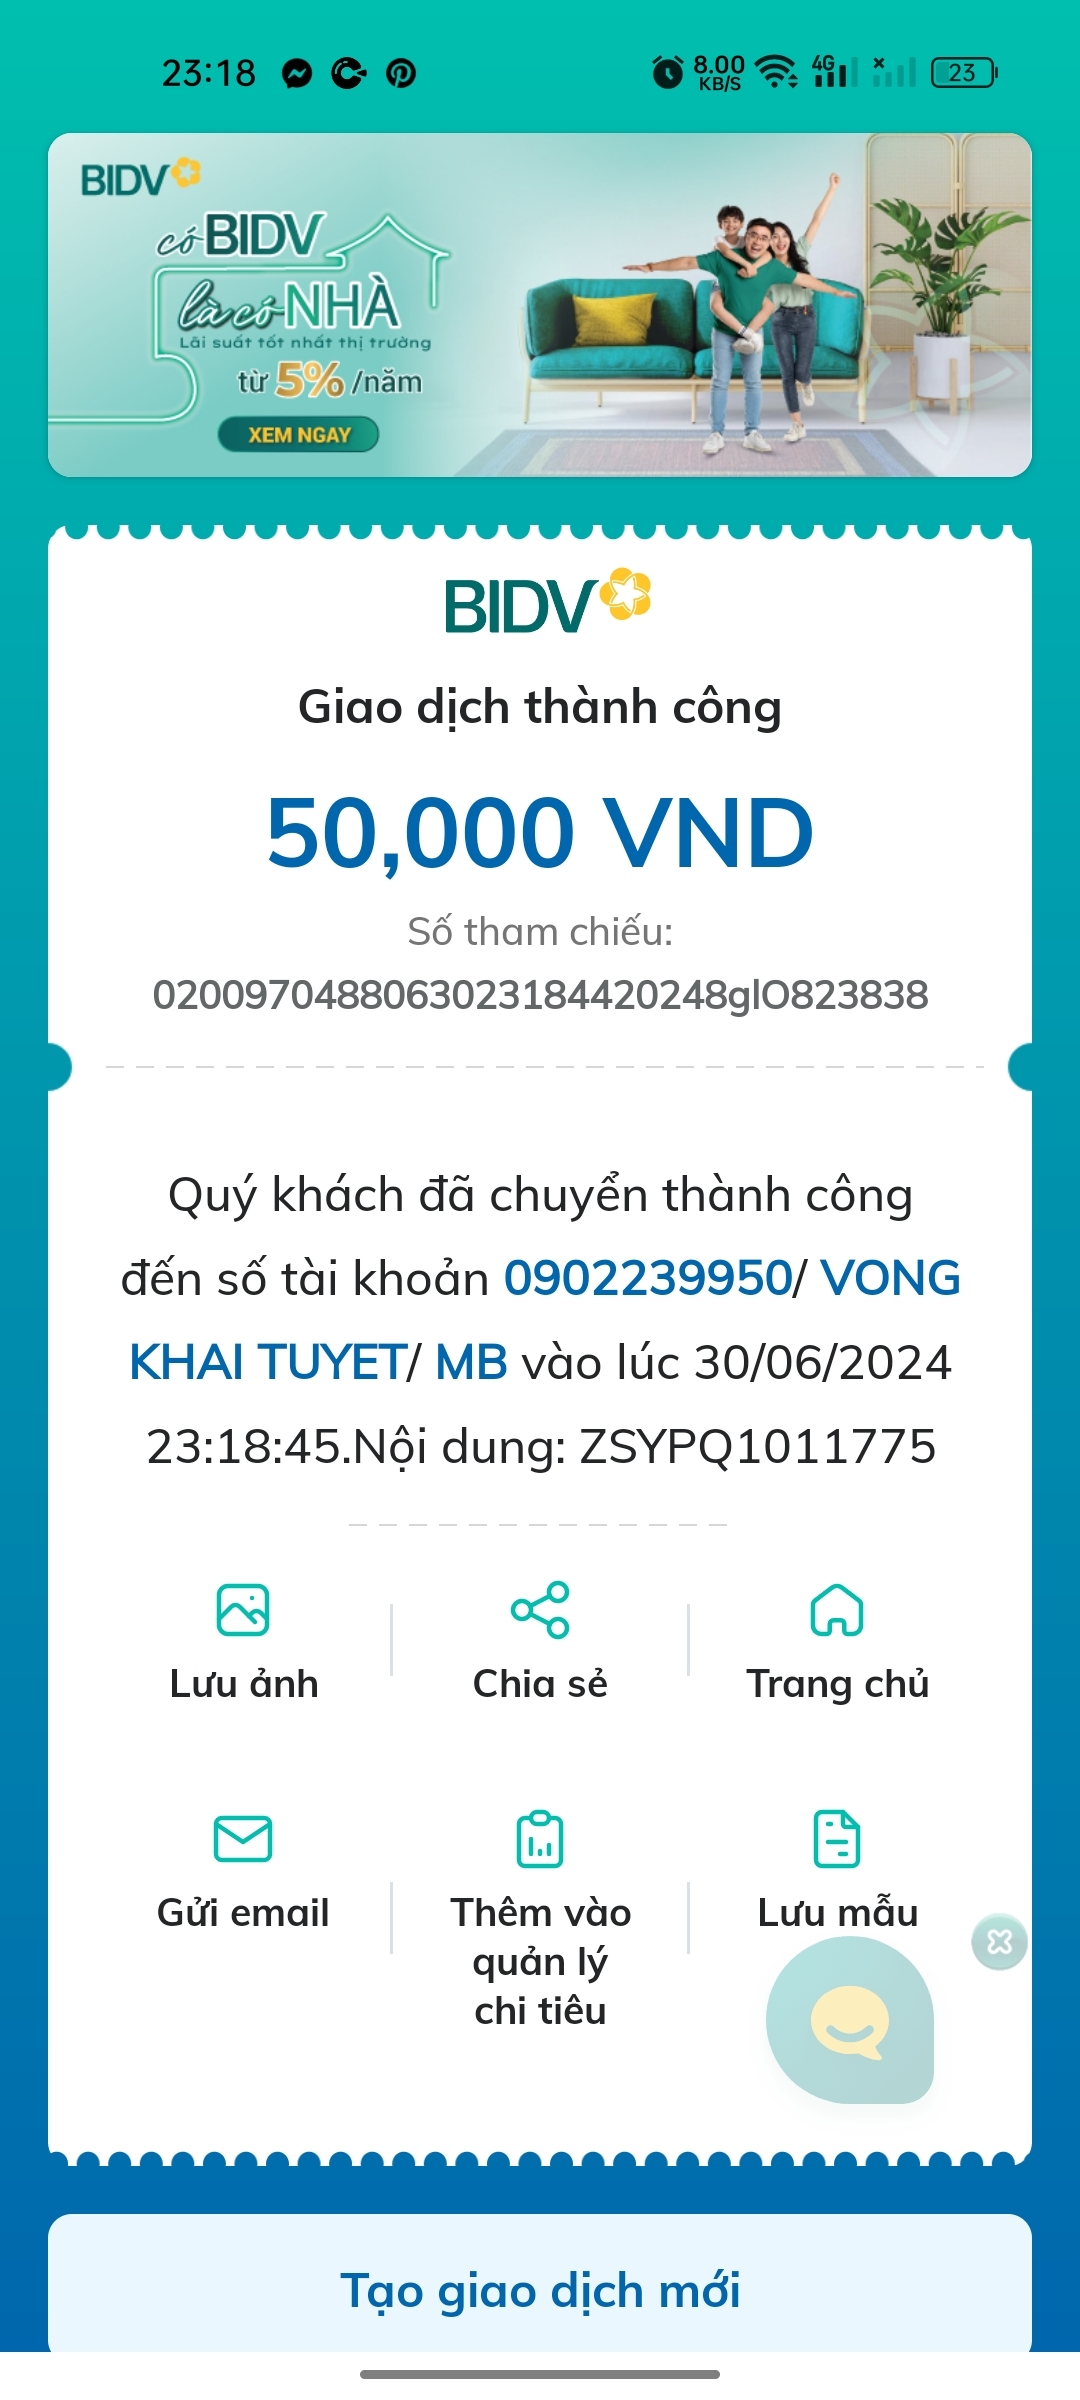 23:18
8.00
KB/S
4G
23
BIDV
có BIDV
là có NHÀ
Lãi suất tốt nhất thị trường
từ 5% /năm
XEM NGAY
BIDV
Giao dịch thành công
50,000 VND
Số tham chiếu:
0200970488063023184420248glO823838
Quý khách đã chuyển thành công
đến số tài khoản 0902239950/ VONG
KHAI TUYET/ MB vào lúc 30/06/2024
23:18:45.Nội dung: ZSYPQ1011775
Lưu ảnh
Chia sẻ
Trang chủ
Gửi email
Thêm vào
quản lý
chi tiêu
Lưu mẫu
Tạo giao dịch mới